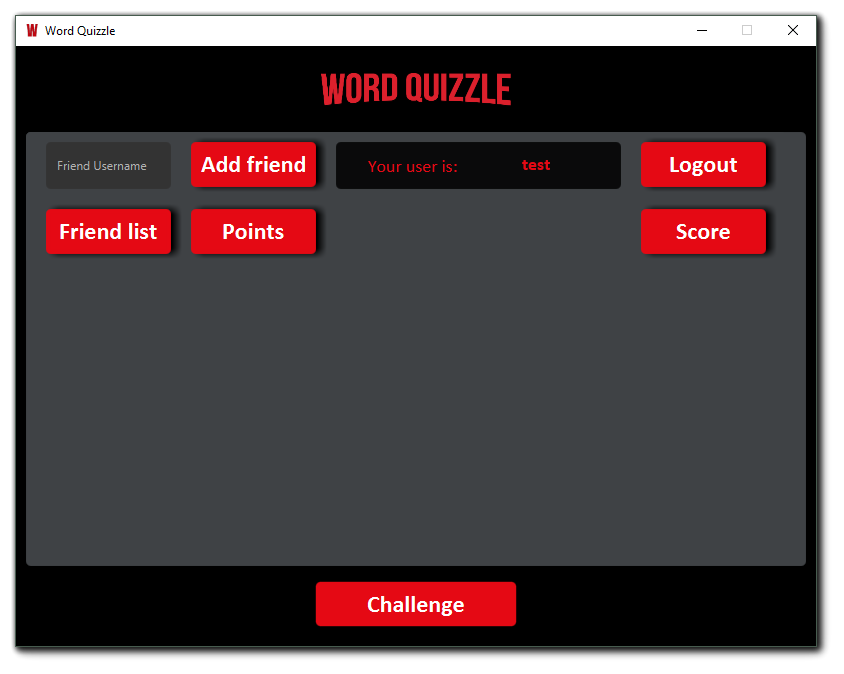 W Word Quizzle
WORD QUIZZLE
Friend Username Add friend Your user is: test Logout
Friend list Points Score
Challenge